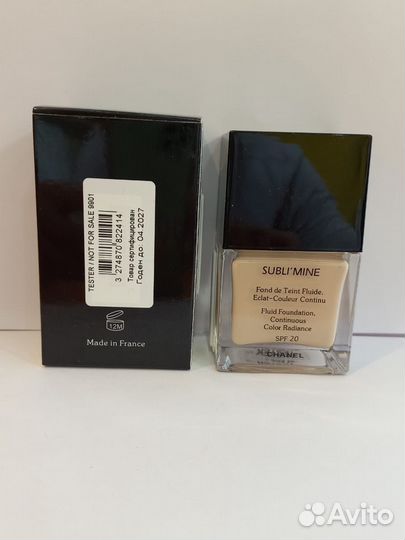 TESTER / NOT FOR SALE 9901
3 274870 822414
Товар сертифицирован
Годен до: 04.2027
12M
Made in France
SUBLI'MINE
Fond de Teint Fluide,
Eclat-Couleur Continu
Fluid Foundation,
Continuous
Color Radiance
SPF 20
CHANEL
Avito